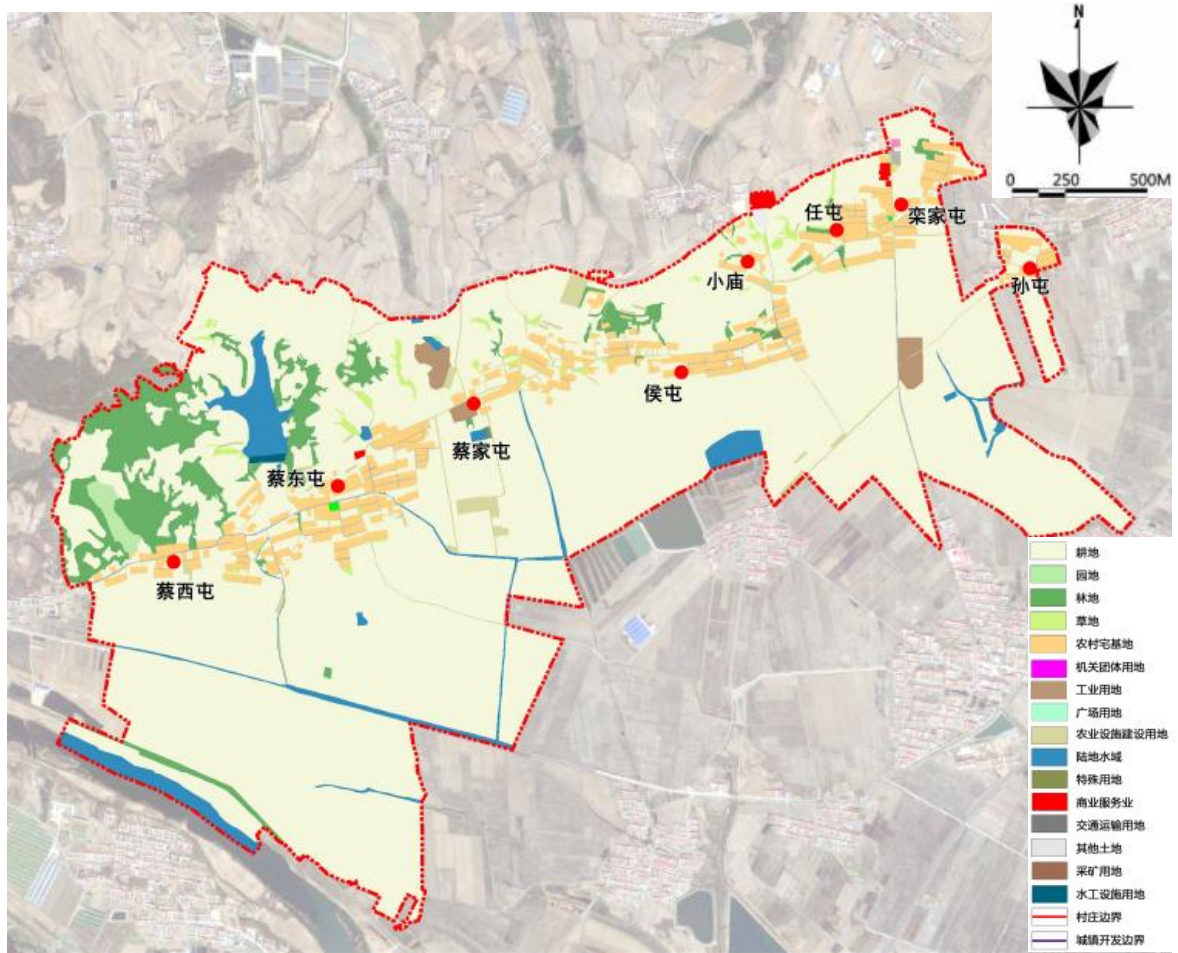 N
0 250 500M
任屯
栾家屯
小庙
孙屯
侯屯
蔡家屯
蔡东屯
蔡西屯
耕地
园地
林地
草地
农村宅基地
机关团体用地
工业用地
广场用地
农业设施建设用地
陆地水域
特殊用地
商业服务业
交通运输用地
其他土地
采矿用地
水工设施用地
村庄边界
城镇开发边界